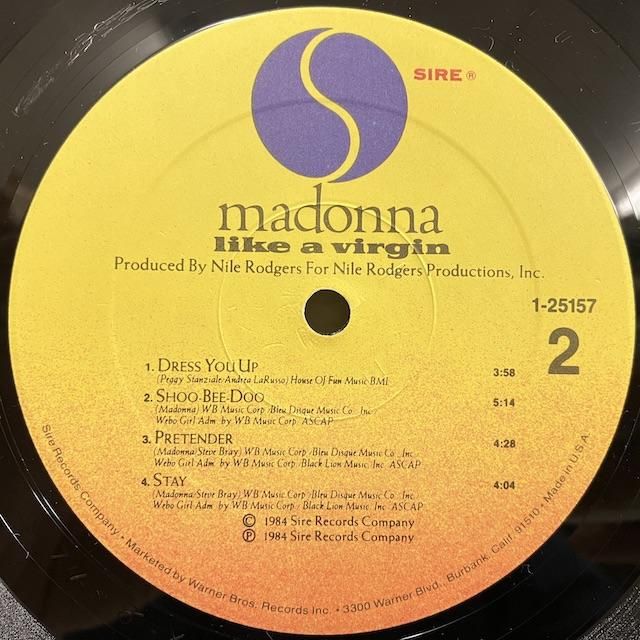 SIRE ®
madonna
like a virgin
Produced By Nile Rodgers For Nile Rodgers Productions, Inc.
1-25157
2
1. DRESS YOU UP 3:58
(Peggy Stanziale/Andrea LaRusso) House Of Fun Music BMI
2. SHOO-BEE-DOO 5:14
(Madonna) WB Music Corp./Bleu Disque Music Co. Inc.
Webo Girl Adm. by WB Music Corp. ASCAP
3. PRETENDER 4:28
(Madonna/Steve Bray) WB Music Corp./Bleu Disque Music Co. Inc.
Webo Girl Adm. by WB Music Corp./Black Lion Music, Inc. ASCAP
4. STAY 4:04
(Madonna/Steve Bray) WB Music Corp./Bleu Disque Music Co. Inc.
Webo Girl Adm. by WB Music Corp./Black Lion Music, Inc. ASCAP
© 1984 Sire Records Company
℗ 1984 Sire Records Company
Sire Records Company • Marketed by Warner Bros. Records Inc. • 3300 Warner Blvd., Burbank, Calif. 91510 • Made in U.S.A.